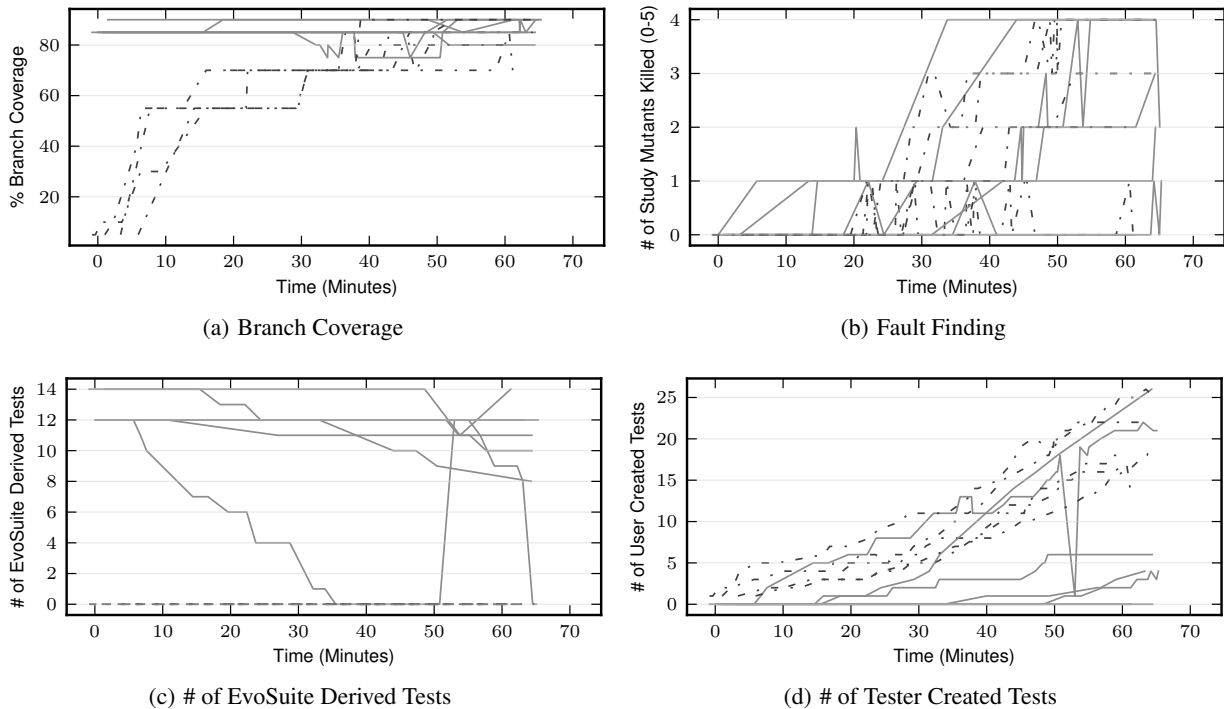 80
60
40
20
% Branch Coverage
0 10 20 30 40 50 60 70
Time (Minutes)
(a) Branch Coverage
4
3
2
1
0
# of Study Mutants Killed (0-5)
0 10 20 30 40 50 60 70
Time (Minutes)
(b) Fault Finding
14
12
10
8
6
4
2
0
# of EvoSuite Derived Tests
0 10 20 30 40 50 60 70
Time (Minutes)
(c) # of EvoSuite Derived Tests
25
20
15
10
5
0
# of User Created Tests
0 10 20 30 40 50 60 70
Time (Minutes)
(d) # of Tester Created Tests